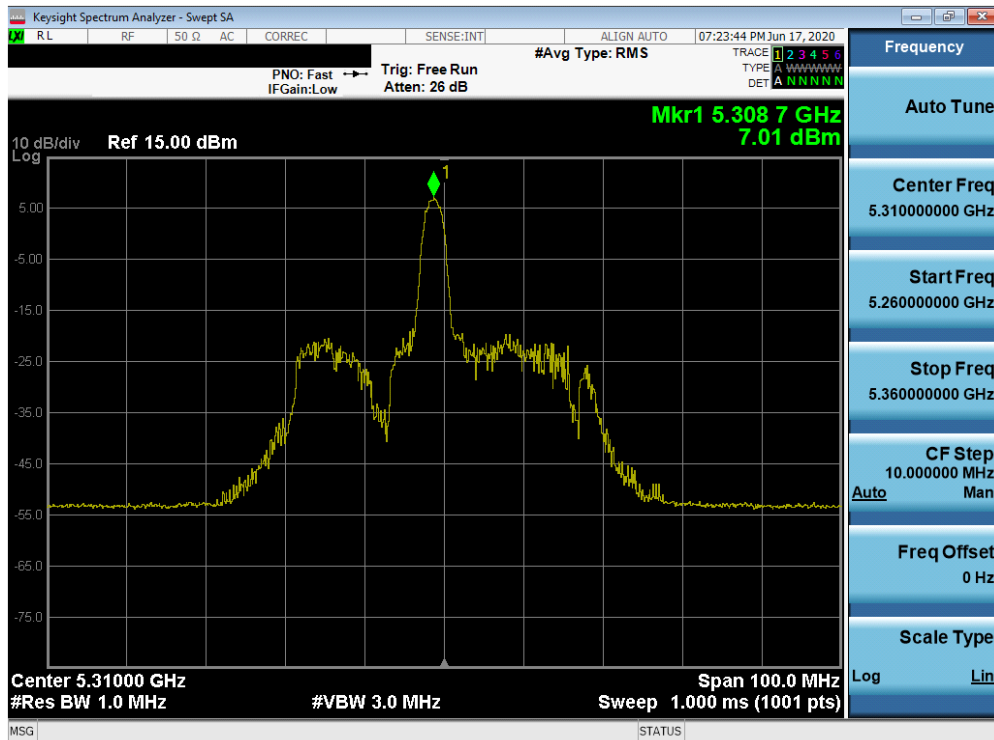 Keysight Spectrum Analyzer - Swept SA
LXI RL RF 50 Ω AC CORREC SENSE:INT ALIGN AUTO 07:23:44 PM Jun 17, 2020
#Avg Type: RMS
TRACE 1 2 3 4 5 6
PNO: Fast Trig: Free Run
TYPE A WWWWWW
IFGain:Low Atten: 26 dB
DET A N N N N N
Mkr1 5.308 7 GHz
7.01 dBm
10 dB/div Ref 15.00 dBm
Log
1
5.00
-5.00
-15.0
-25.0
-35.0
-45.0
-55.0
-65.0
-75.0
Center 5.31000 GHz Span 100.0 MHz
#Res BW 1.0 MHz #VBW 3.0 MHz Sweep 1.000 ms (1001 pts)
MSG STATUS
Frequency
Auto Tune
Center Freq
5.310000000 GHz
Start Freq
5.260000000 GHz
Stop Freq
5.360000000 GHz
CF Step
10.000000 MHz
Auto Man
Freq Offset
0 Hz
Scale Type
Log Lin